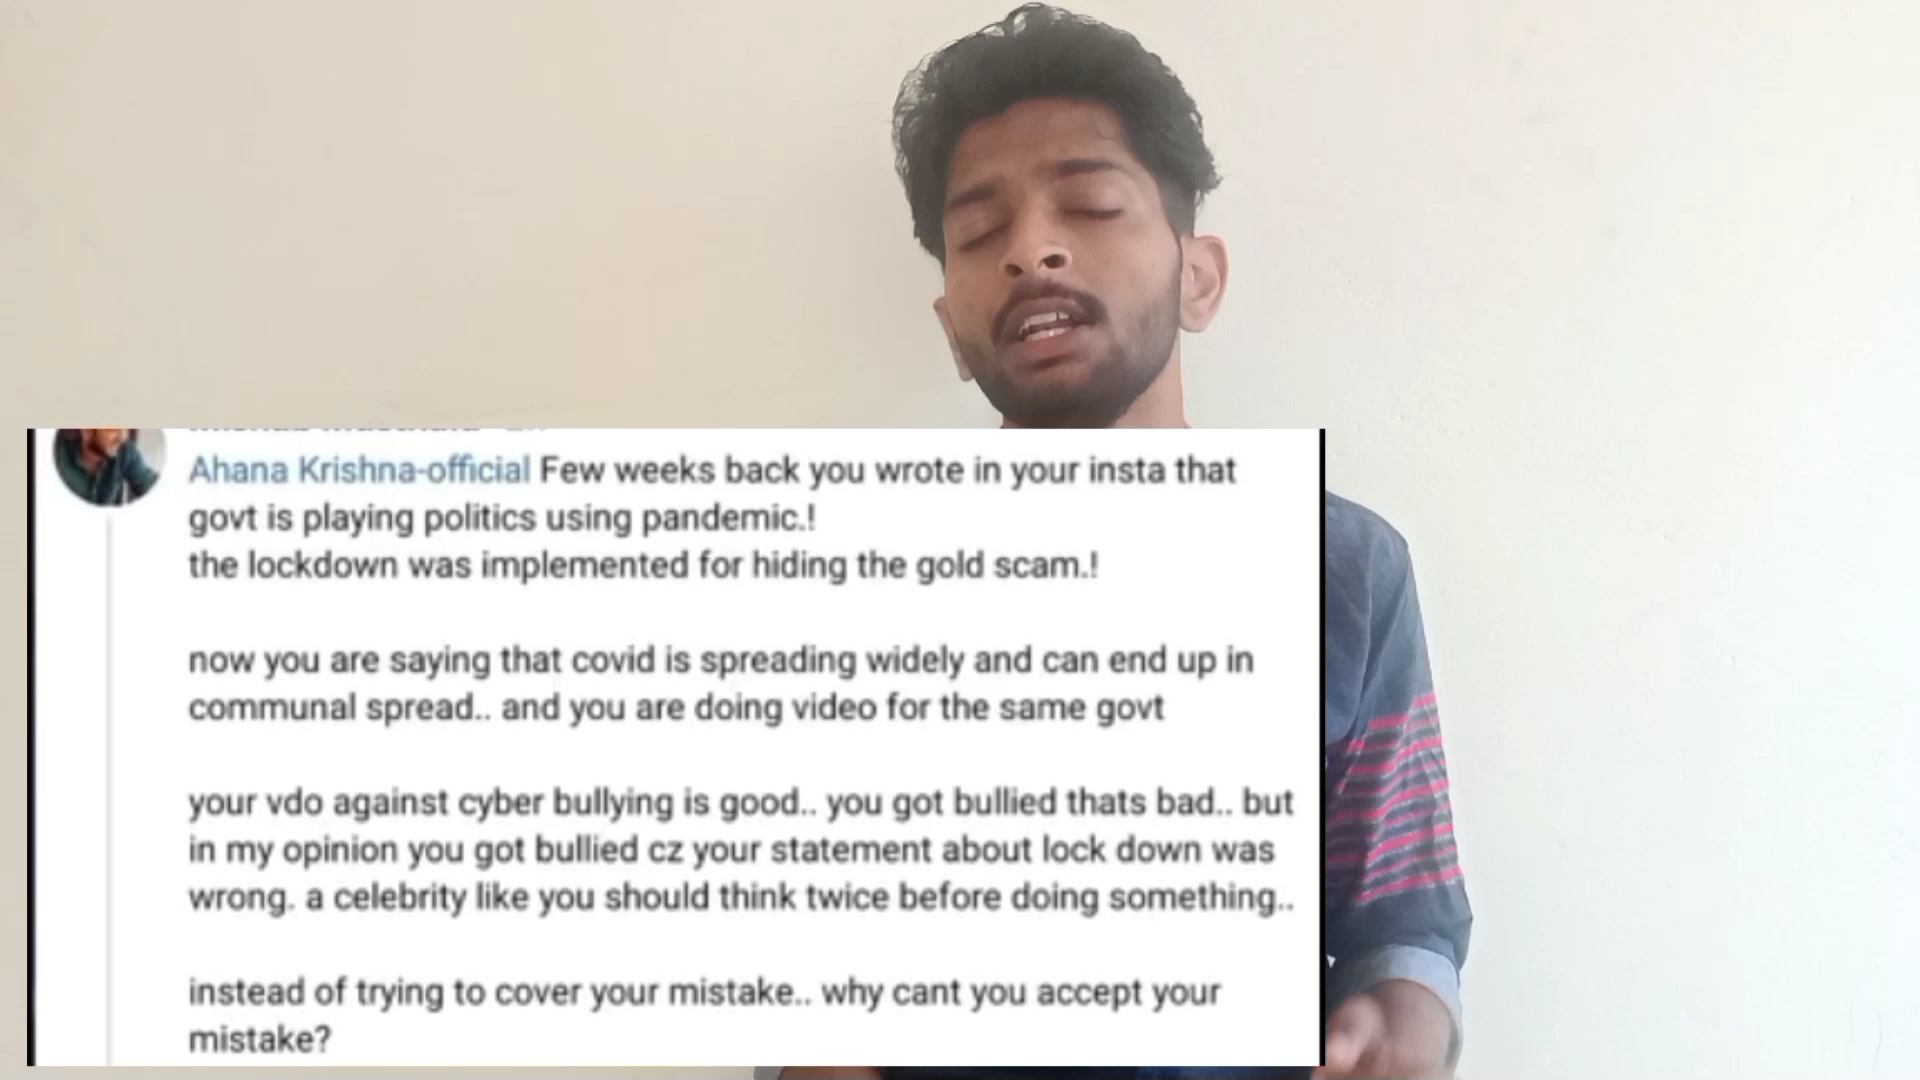 Ahana Krishna-official Few weeks back you wrote in your insta that
govt is playing politics using pandemic.!
the lockdown was implemented for hiding the gold scam.!
now you are saying that covid is spreading widely and can end up in
communal spread.. and you are doing video for the same govt
your vdo against cyber bullying is good.. you got bullied thats bad.. but
in my opinion you got bullied cz your statement about lock down was
wrong. a celebrity like you should think twice before doing something..
instead of trying to cover your mistake.. why cant you accept your
mistake?